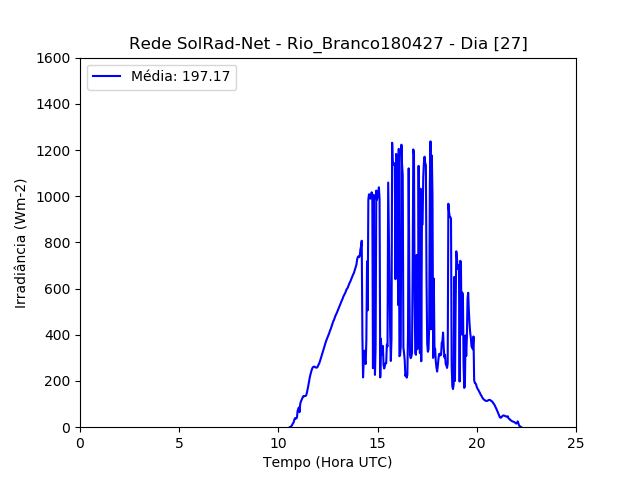 Rede SolRad-Net - Rio_Branco180427 - Dia [27]
Média: 197.17
Irradiância (Wm-2)
1600
1400
1200
1000
800
600
400
200
0
0 5 10 15 20 25
Tempo (Hora UTC)